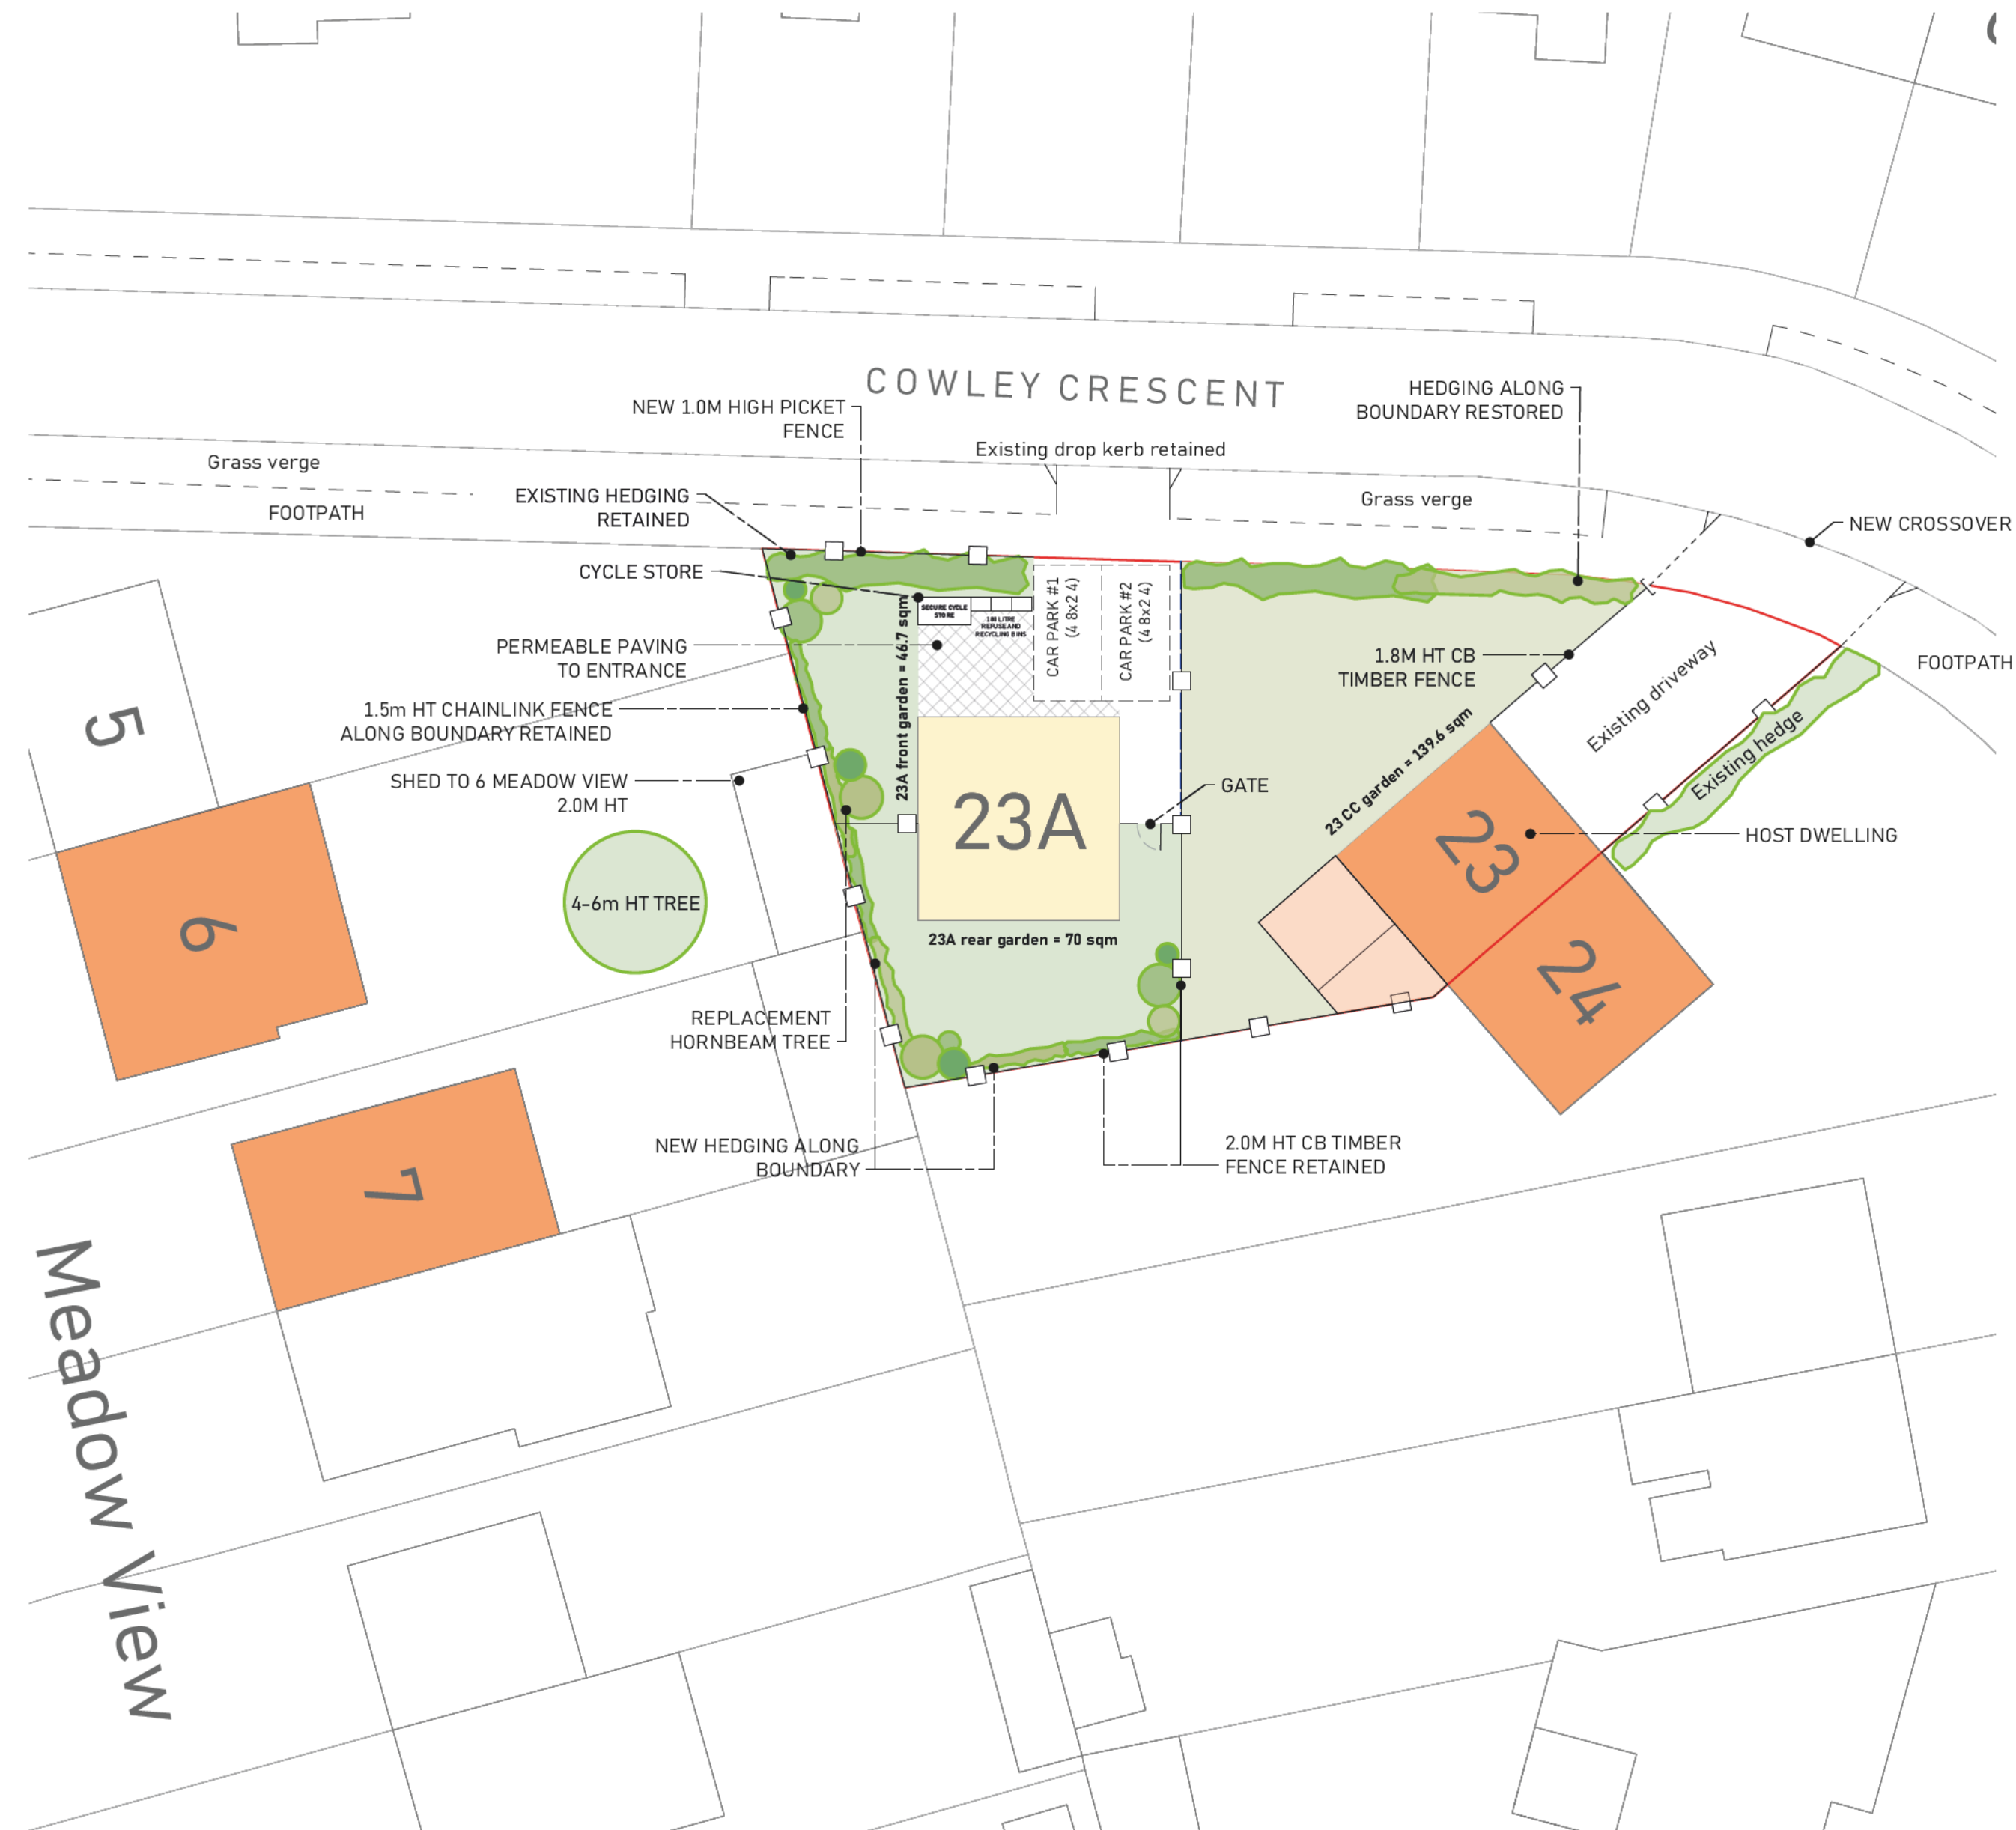 COWLEY CRESCENT
NEW 1.0M HIGH PICKET
FENCE
HEDGING ALONG
BOUNDARY RESTORED
Existing drop kerb retained
Grass verge
FOOTPATH
EXISTING HEDGING
RETAINED
Grass verge
NEW CROSSOVER
CYCLE STORE
SECURE CYCLE
STORE
180 LITRE
REFUSE AND
RECYCLING BINS
CAR PARK #1
(4 8x2 4)
CAR PARK #2
(4 8x2 4)
PERMEABLE PAVING
TO ENTRANCE
23A front garden = 46.7 sqm
1.8M HT CB
TIMBER FENCE
Existing driveway
FOOTPATH
1.5m HT CHAINLINK FENCE
ALONG BOUNDARY RETAINED
5
SHED TO 6 MEADOW VIEW
2.0M HT
GATE
23 CC garden = 139.6 sqm
Existing hedge
23A
23
HOST DWELLING
4-6m HT TREE
6
23A rear garden = 70 sqm
24
REPLACEMENT
HORNBEAM TREE
NEW HEDGING ALONG
BOUNDARY
2.0M HT CB TIMBER
FENCE RETAINED
7
Meadow View